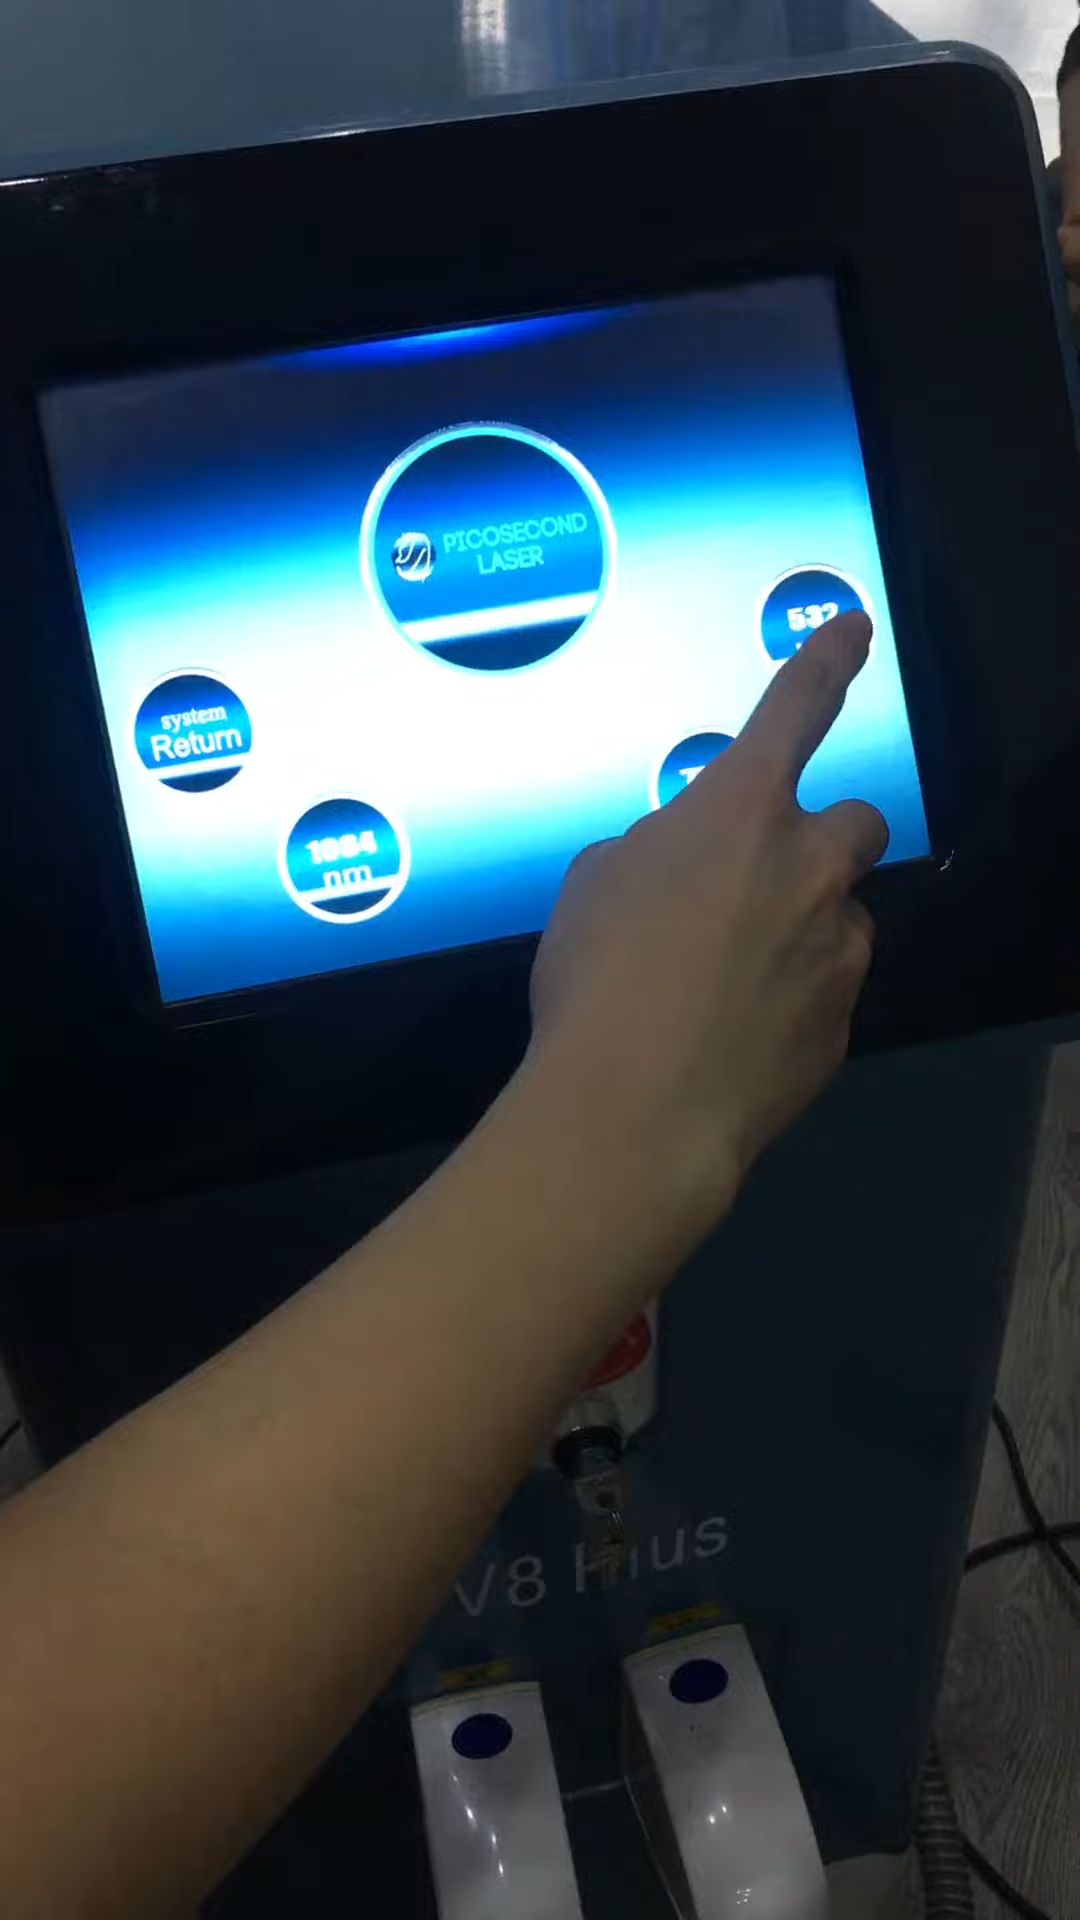 PICOSECOND
LASER
532
system
Return
1064
nm
V8